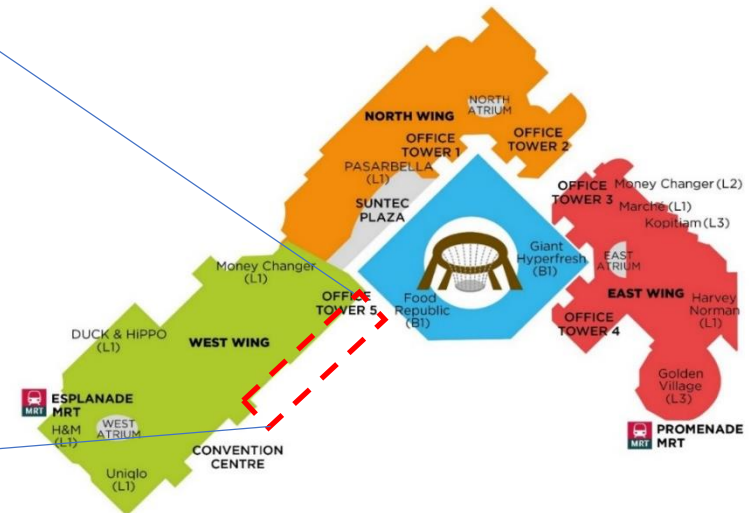 NORTH
ATRIUM
NORTH WING
OFFICE
TOWER 1
OFFICE
TOWER 2
PASARBELLA
(L1)
SUNTEC
PLAZA
OFFICE
TOWER 3
Money Changer (L2)
Marché (L1)
Kopitiam (L3)
Giant
Hyperfresh
(B1)
EAST
ATRIUM
EAST WING
Harvey
Norman
(L1)
OFFICE
TOWER 4
Golden
Village
(L3)
MRT
PROMENADE
MRT
Money Changer
(L1)
OFFICE
TOWER 5
Food
Republic
(B1)
DUCK & HiPPO
(L1)
WEST WING
MRT
ESPLANADE
MRT
H&M
(L1)
WEST
ATRIUM
CONVENTION
CENTRE
Uniqlo
(L1)